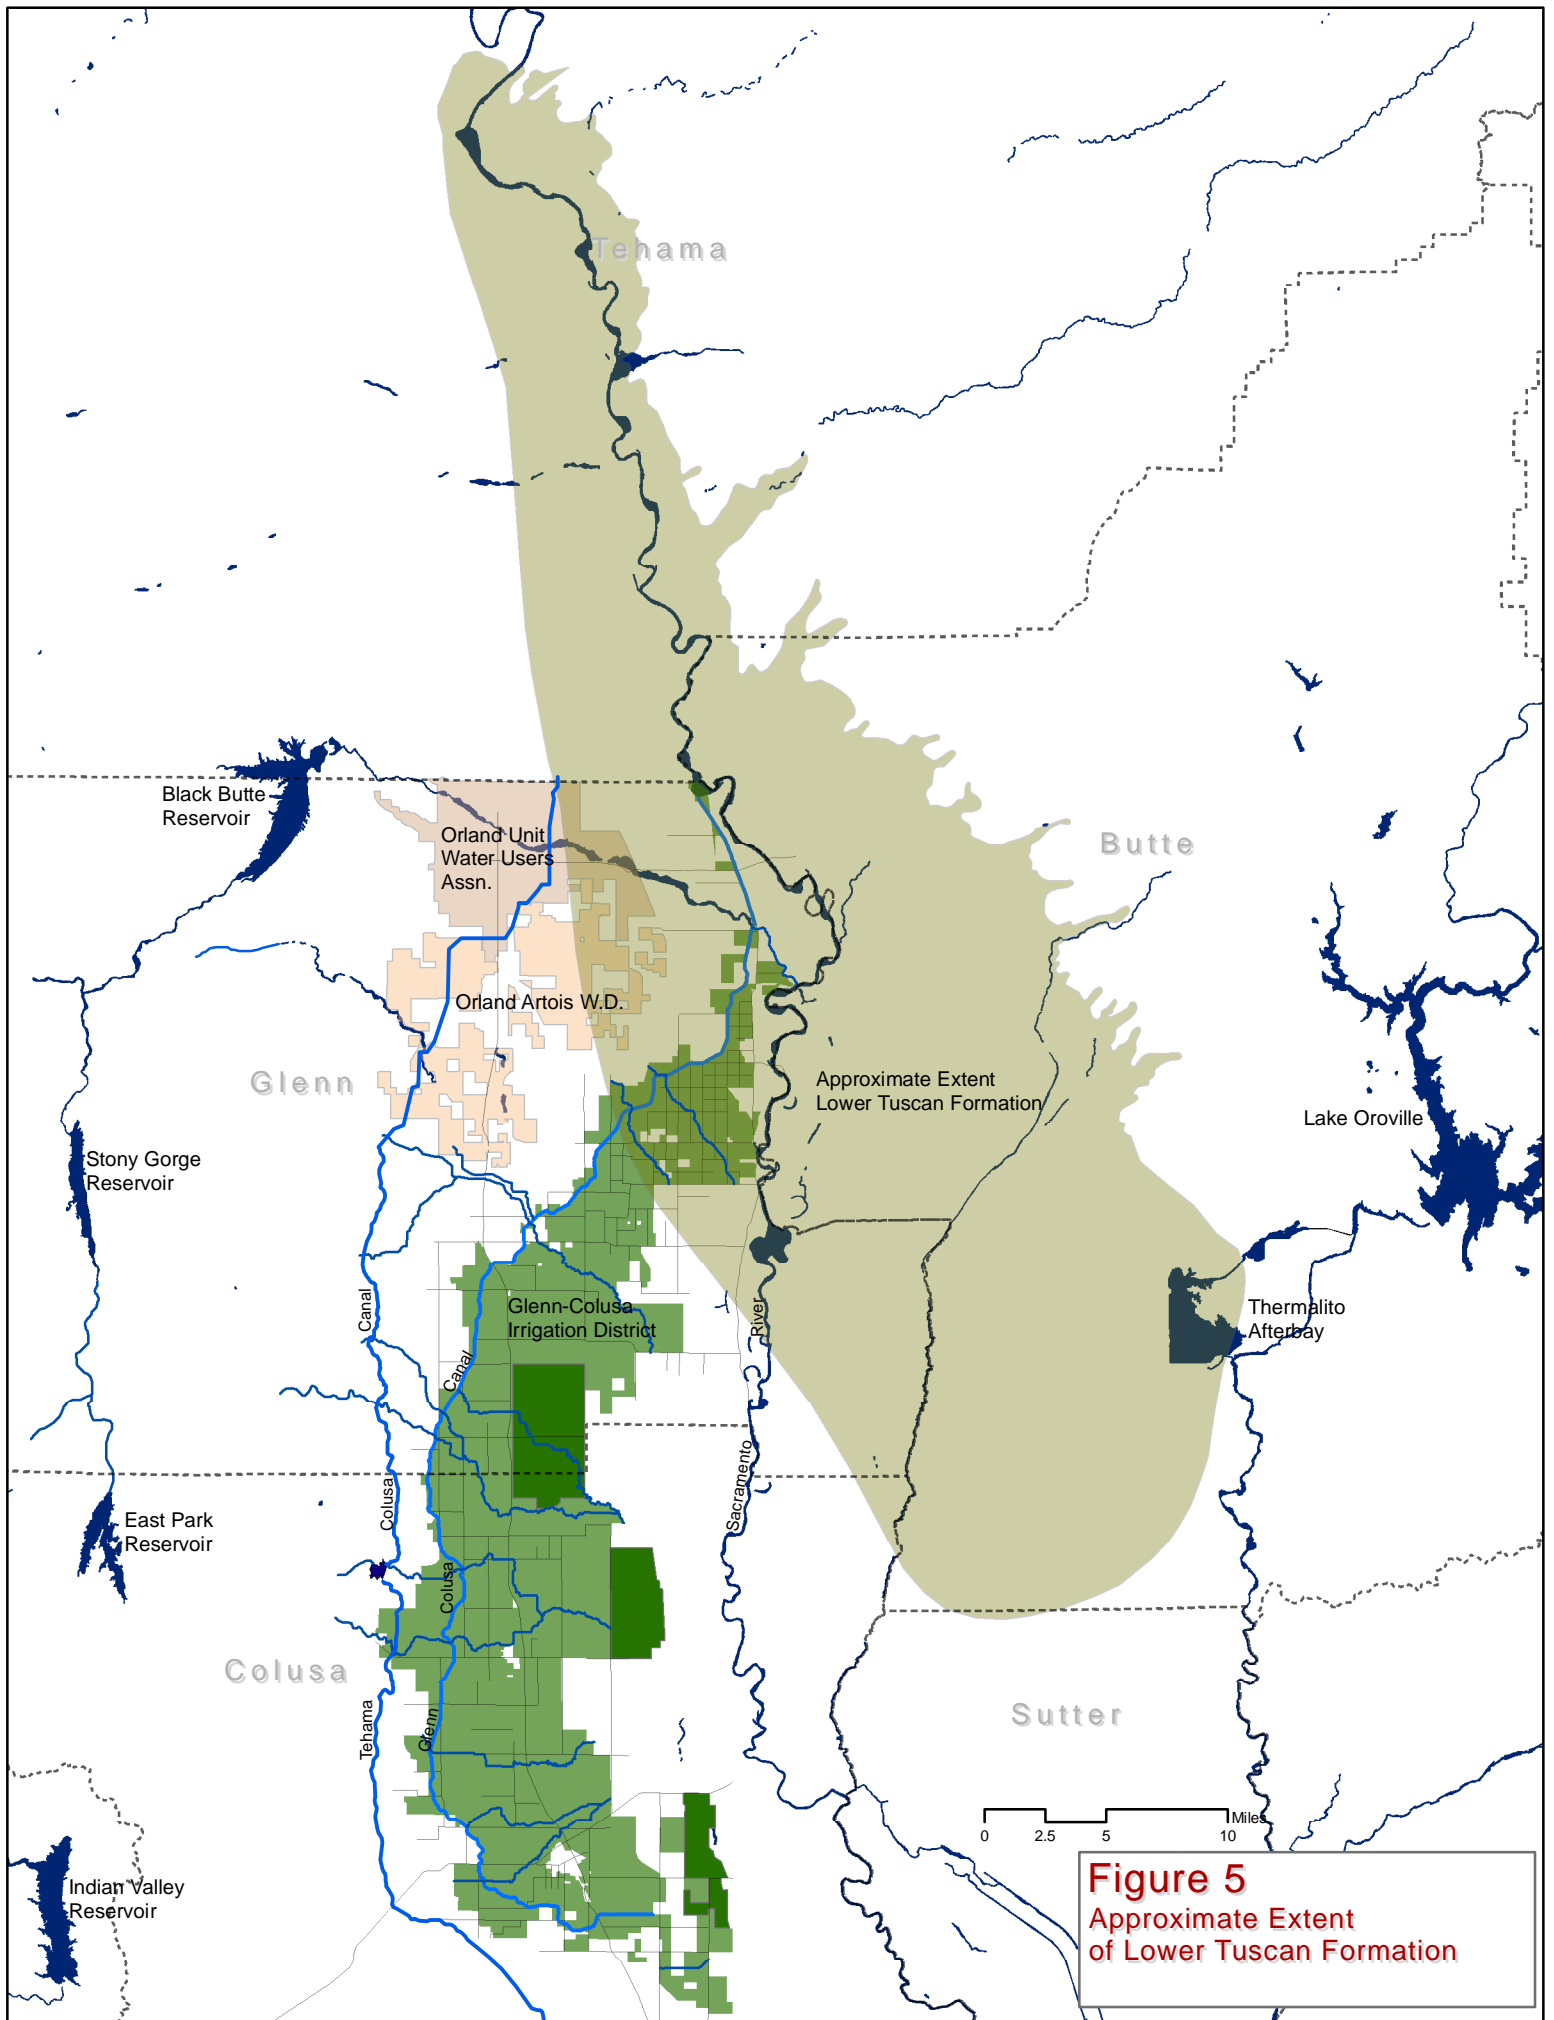 Tehama
Black Butte
Reservoir
Orland Unit
Water Users
Assn.
Butte
Orland Artois W.D.
Glenn
Approximate Extent
Lower Tuscan Formation
Lake Oroville
Stony Gorge
Reservoir
Canal
Glenn-Colusa
Irrigation District
River
Thermalito
Afterbay
Canal
Sacramento
Colusa
East Park
Reservoir
Colusa
Colusa
Tehama
Glenn
Sutter
Miles
0 2.5 5 10
Indian Valley
Reservoir
Figure 5
Approximate Extent
of Lower Tuscan Formation